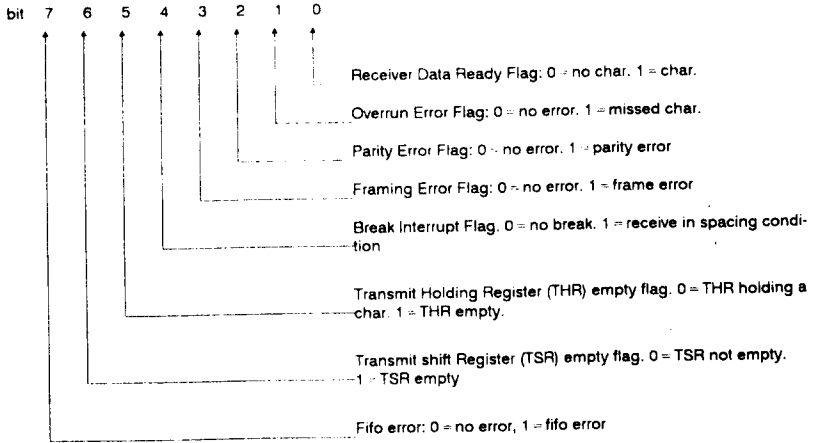 bit 7 6 5 4 3 2 1 0
Receiver Data Ready Flag: 0 = no char. 1 = char.
Overrun Error Flag: 0 = no error. 1 = missed char.
Parity Error Flag: 0 = no error. 1 = parity error
Framing Error Flag: 0 = no error. 1 = frame error
Break Interrupt Flag. 0 = no break. 1 = receive in spacing condi-
tion
Transmit Holding Register (THR) empty flag. 0 = THR holding a
char. 1 = THR empty.
Transmit shift Register (TSR) empty flag. 0 = TSR not empty.
1 = TSR empty
Fifo error: 0 = no error, 1 = fifo error